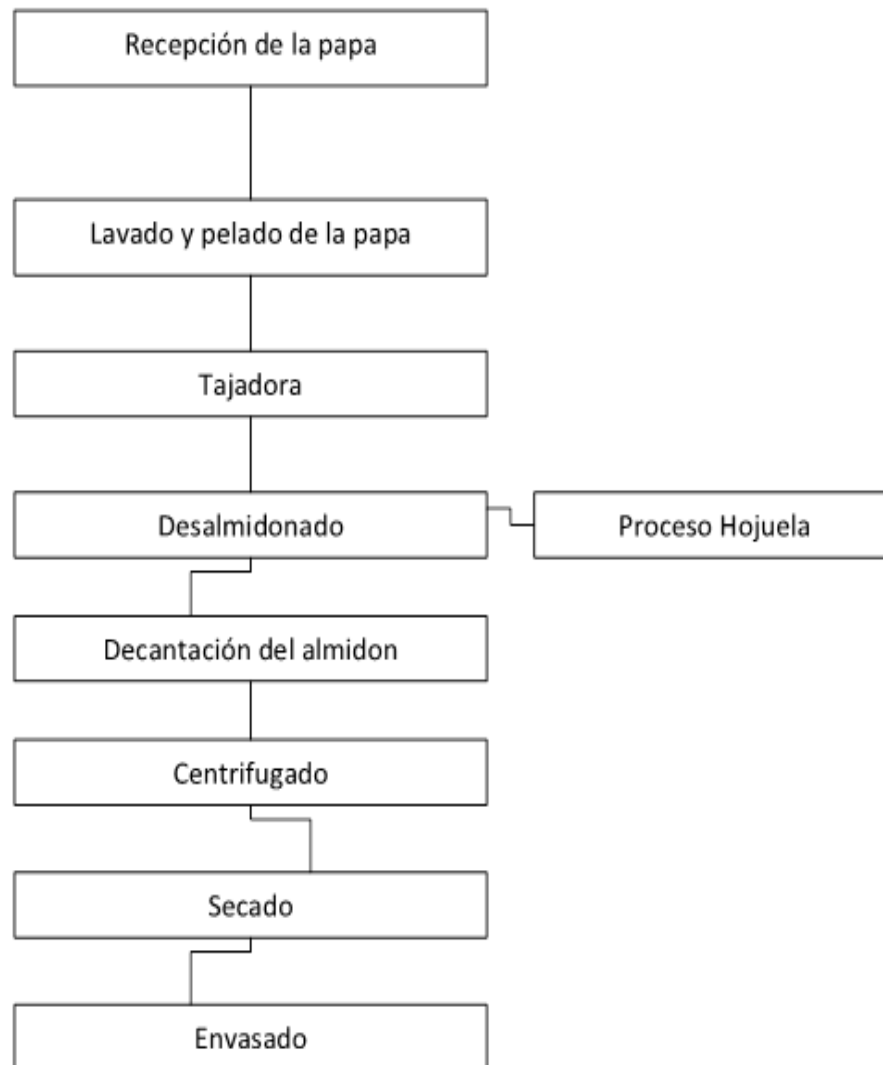 Recepción de la papa
Lavado y pelado de la papa
Tajadora
Desalmidonado
Proceso Hojuela
Decantación del almidon
Centrifugado
Secado
Envasado